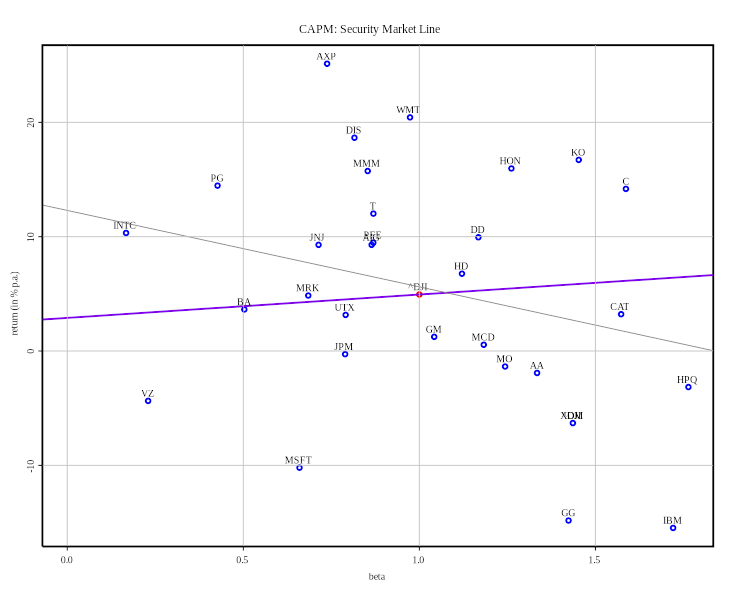 CAPM: Security Market Line
AXP
WMT
DIS
MMM
HON
KO
PG
C
T
INTC
JNJ
DD
HD
MRK
BA
UTX
^DJI
CAT
GM
MCD
JPM
MO
AA
HPQ
VZ
MSFT
GG
IBM
20
10
0
-10
return (in % p.a.)
0.0
0.5
1.0
1.5
beta